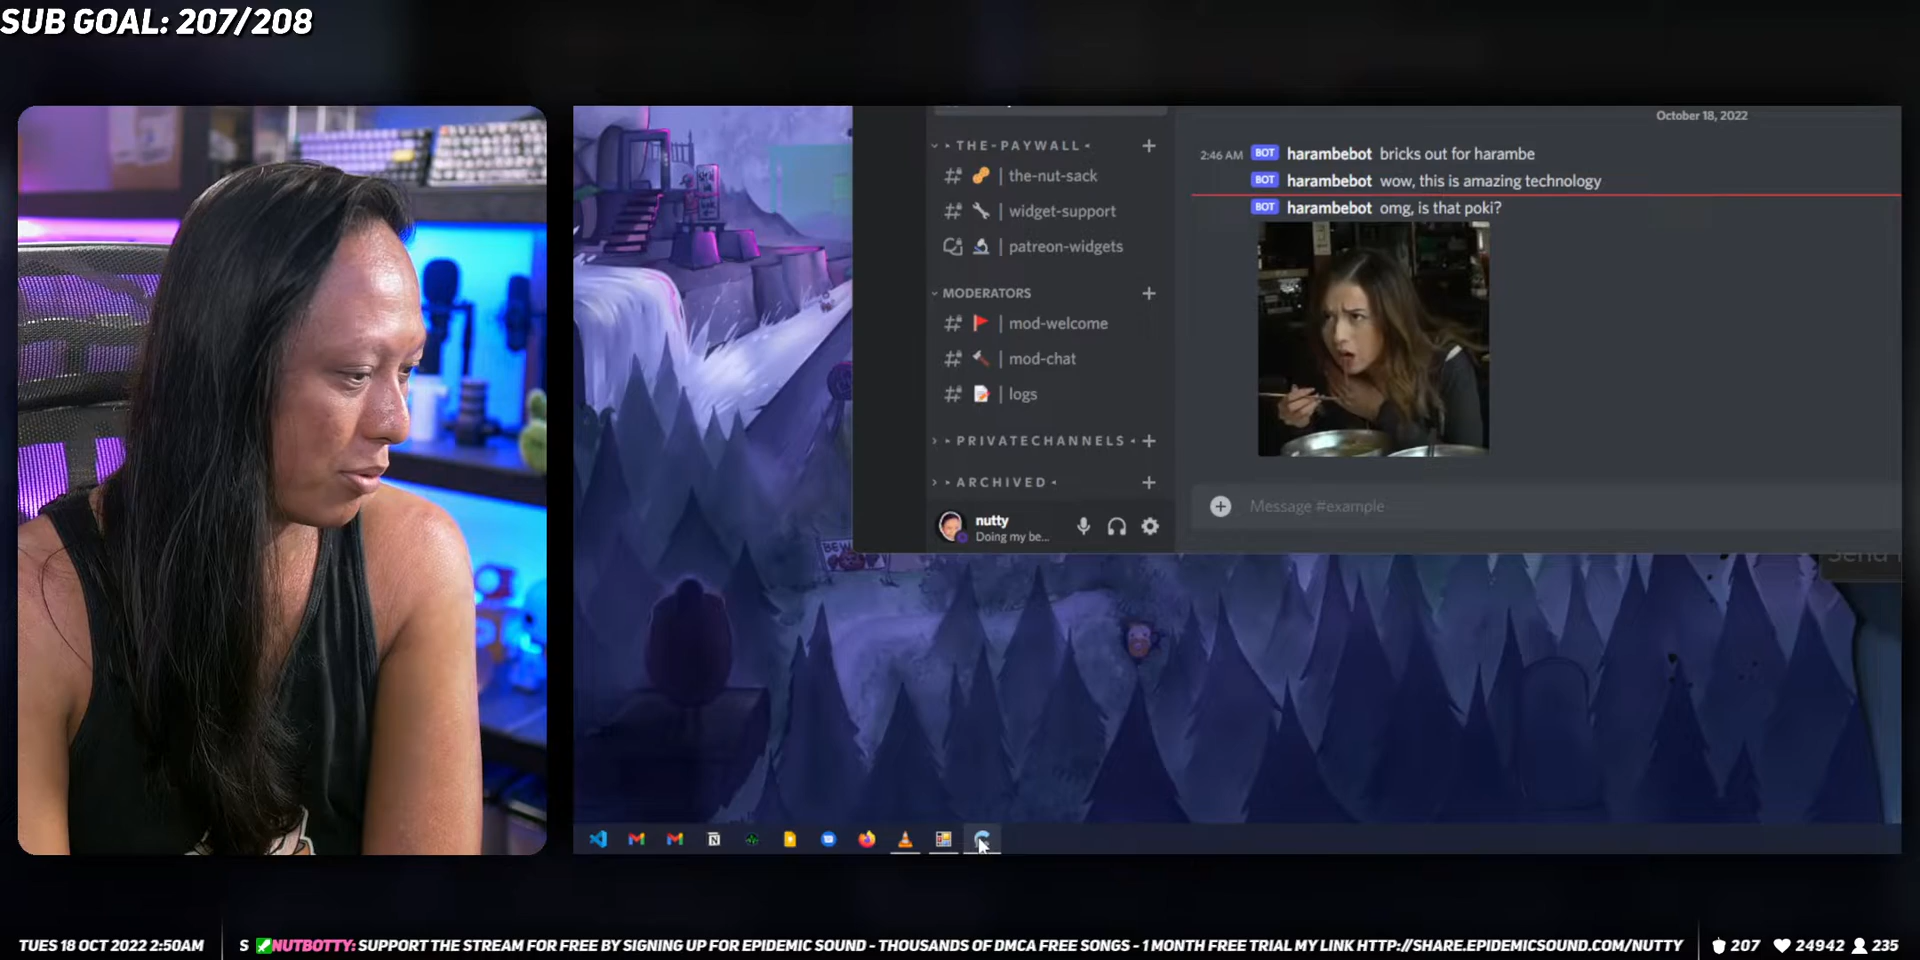 SUB GOAL: 207/208
October 18, 2022
THE-PAYWALL
the-nut-sack
widget-support
patreon-widgets
MODERATORS
mod-welcome
mod-chat
logs
PRIVATECHANNELS
ARCHIVED
nutty
Doing my be...
2:46 AM BOT harambebot bricks out for harambe
BOT harambebot wow, this is amazing technology
BOT harambebot omg, is that poki?
Message #example
Send
TUES 18 OCT 2022 2:50AM
S NUTBOTTY: SUPPORT THE STREAM FOR FREE BY SIGNING UP FOR EPIDEMIC SOUND - THOUSANDS OF DMCA FREE SONGS - 1 MONTH FREE TRIAL MY LINK HTTP://SHARE.EPIDEMICSOUND.COM/NUTTY
207 24942 235